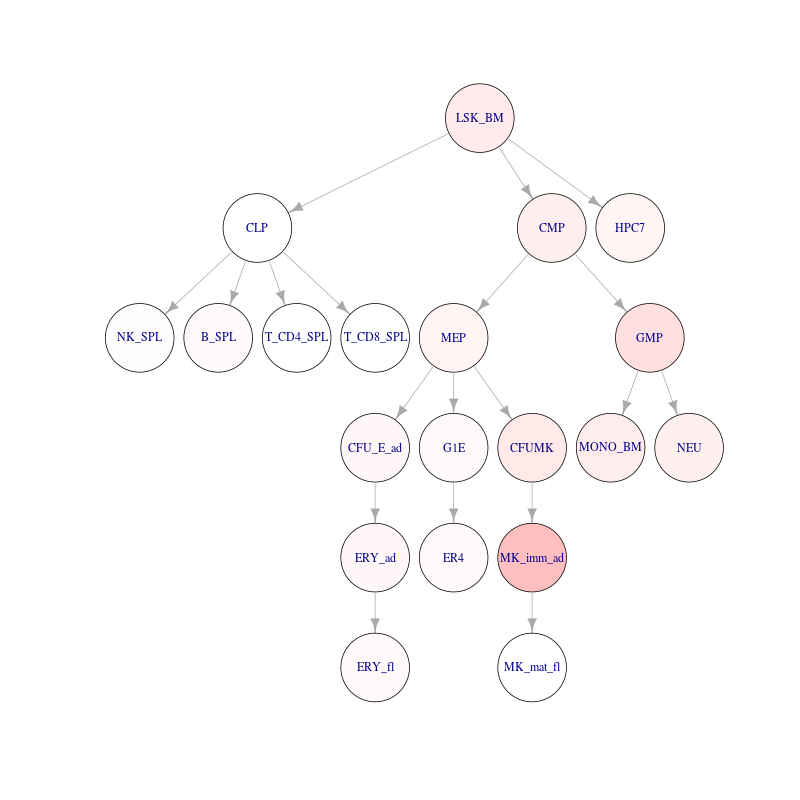 LSK_BM
CLP
CMP
HPC7
NK_SPL
B_SPL
T_CD4_SPL
T_CD8_SPL
MEP
GMP
CFU_E_ad
G1E
CFUMK
MONO_BM
NEU
ERY_ad
ER4
MK_imm_ad
ERY_fl
MK_mat_fl